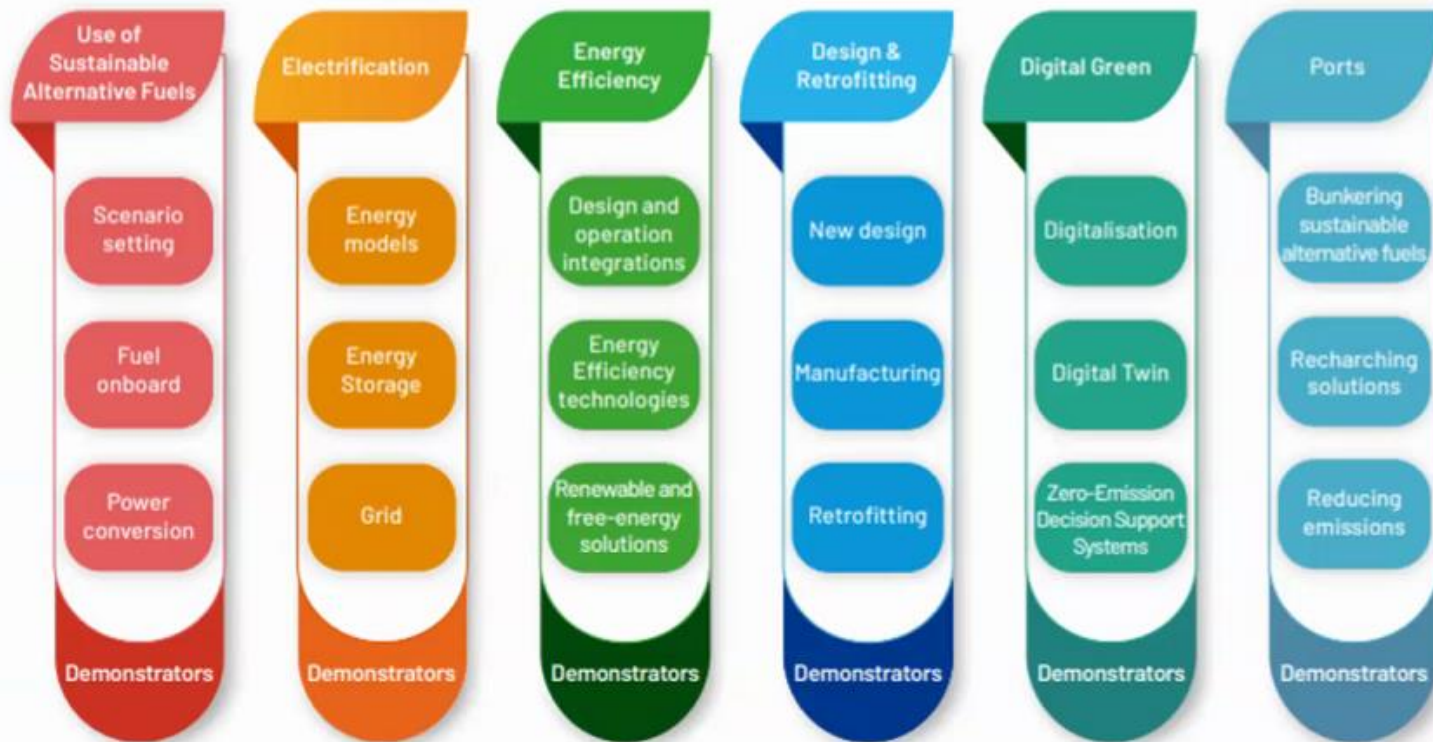 Use of
Sustainable
Alternative Fuels
Scenario
setting
Fuel
onboard
Power
conversion
Demonstrators
Electrification
Energy
models
Energy
Storage
Grid
Demonstrators
Energy
Efficiency
Design and
operation
integrations
Energy
Efficiency
technologies
Renewable and
free-energy
solutions
Demonstrators
Design &
Retrofitting
New design
Manufacturing
Retrofitting
Demonstrators
Digital Green
Digitalisation
Digital Twin
Zero-Emission
Decision Support
Systems
Demonstrators
Ports
Bunkering
sustainable
alternative fuels
Recharching
solutions
Reducing
emissions
Demonstrators